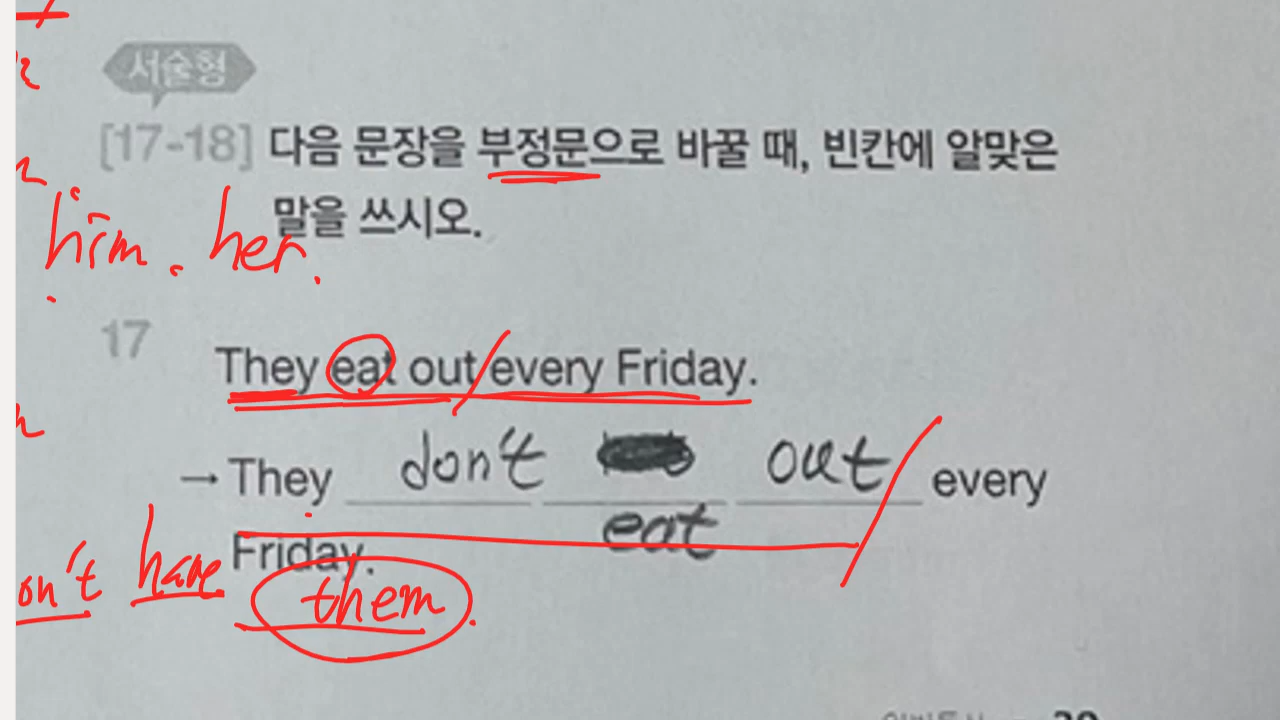 서술형
[17-18] 다음 문장을 부정문으로 바꿀 때, 빈칸에 알맞은
말을 쓰시오.
him. her.
17
They eat out every Friday.
→ They don't eat out every
Friday.
on't have them.